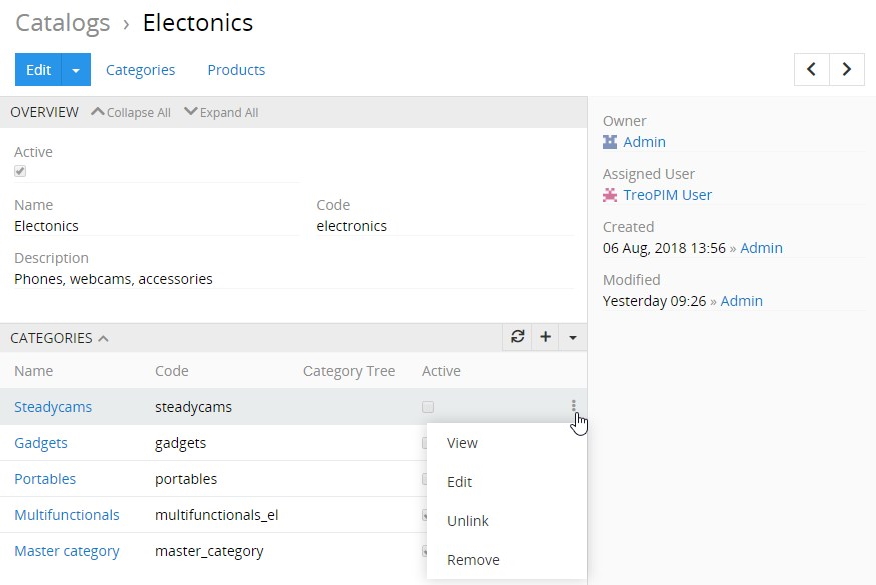 Catalogs › Electonics
Edit Categories Products
OVERVIEW Collapse All Expand All
Active
Name Code
Electonics electronics
Description
Phones, webcams, accessories
Owner
Admin
Assigned User
TreoPIM User
Created
06 Aug, 2018 13:56 » Admin
Modified
Yesterday 09:26 » Admin
CATEGORIES
Name Code Category Tree Active
Steadycams steadycams
Gadgets gadgets
Portables portables
Multifunctionals multifunctionals_el
Master category master_category
View
Edit
Unlink
Remove